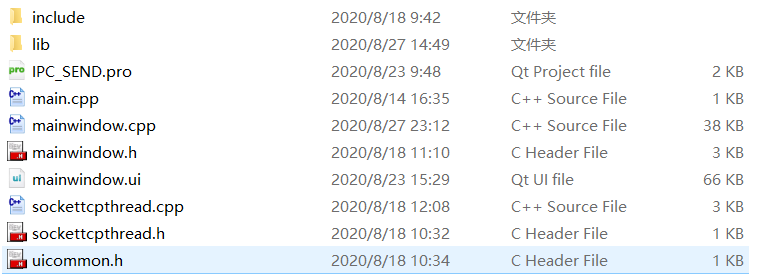 include 2020/8/18 9:42 文件夹
lib 2020/8/27 14:49 文件夹
pro IPC_SEND.pro 2020/8/23 9:48 Qt Project file 2 KB
C++ main.cpp 2020/8/14 16:35 C++ Source File 1 KB
C++ mainwindow.cpp 2020/8/27 23:12 C++ Source File 38 KB
.H mainwindow.h 2020/8/18 11:10 C Header File 3 KB
ui mainwindow.ui 2020/8/23 15:29 Qt UI file 66 KB
C++ sockettcpthread.cpp 2020/8/18 12:08 C++ Source File 3 KB
.H sockettcpthread.h 2020/8/18 10:32 C Header File 1 KB
.H uicommon.h 2020/8/18 10:34 C Header File 1 KB